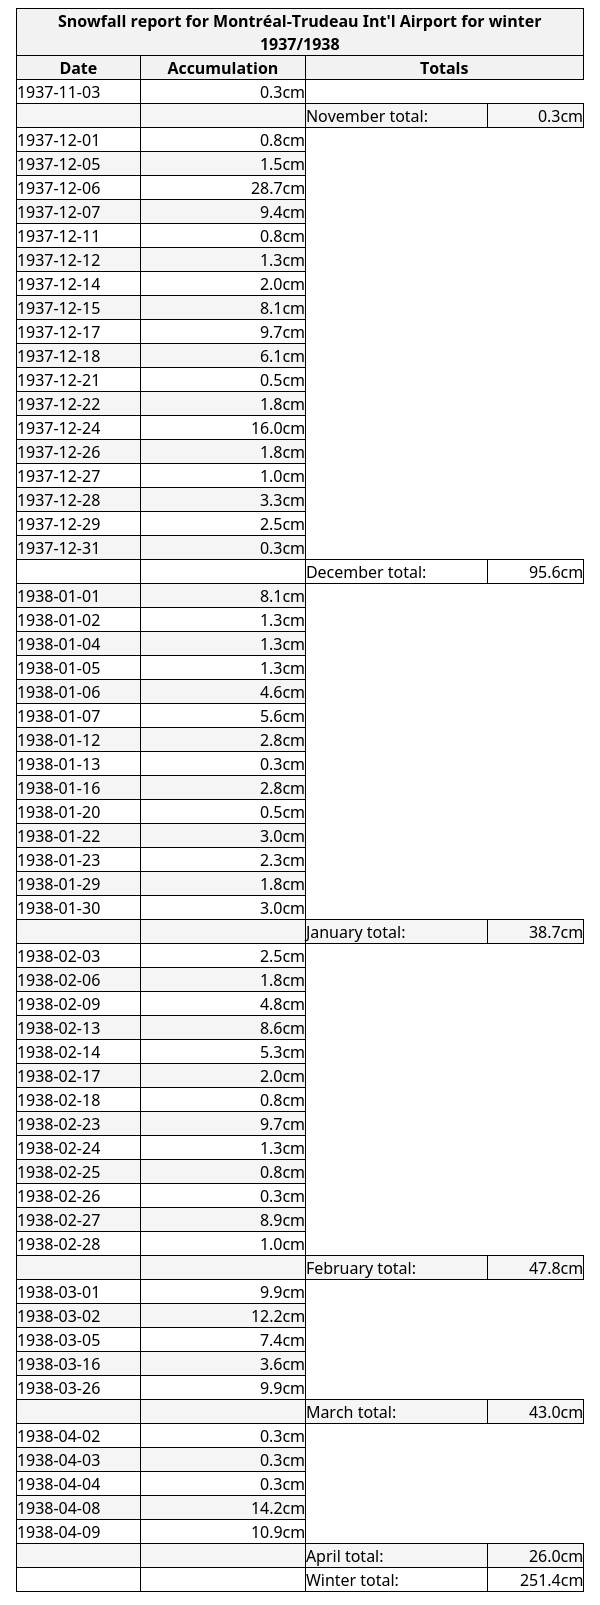 Snowfall report for Montréal-Trudeau Int'l Airport for winter
1937/1938
Date Accumulation Totals
1937-11-03 0.3cm
November total: 0.3cm
1937-12-01 0.8cm
1937-12-05 1.5cm
1937-12-06 28.7cm
1937-12-07 9.4cm
1937-12-11 0.8cm
1937-12-12 1.3cm
1937-12-14 2.0cm
1937-12-15 8.1cm
1937-12-17 9.7cm
1937-12-18 6.1cm
1937-12-21 0.5cm
1937-12-22 1.8cm
1937-12-24 16.0cm
1937-12-26 1.8cm
1937-12-27 1.0cm
1937-12-28 3.3cm
1937-12-29 2.5cm
1937-12-31 0.3cm
December total: 95.6cm
1938-01-01 8.1cm
1938-01-02 1.3cm
1938-01-04 1.3cm
1938-01-05 1.3cm
1938-01-06 4.6cm
1938-01-07 5.6cm
1938-01-12 2.8cm
1938-01-13 0.3cm
1938-01-16 2.8cm
1938-01-20 0.5cm
1938-01-22 3.0cm
1938-01-23 2.3cm
1938-01-29 1.8cm
1938-01-30 3.0cm
January total: 38.7cm
1938-02-03 2.5cm
1938-02-06 1.8cm
1938-02-09 4.8cm
1938-02-13 8.6cm
1938-02-14 5.3cm
1938-02-17 2.0cm
1938-02-18 0.8cm
1938-02-23 9.7cm
1938-02-24 1.3cm
1938-02-25 0.8cm
1938-02-26 0.3cm
1938-02-27 8.9cm
1938-02-28 1.0cm
February total: 47.8cm
1938-03-01 9.9cm
1938-03-02 12.2cm
1938-03-05 7.4cm
1938-03-16 3.6cm
1938-03-26 9.9cm
March total: 43.0cm
1938-04-02 0.3cm
1938-04-03 0.3cm
1938-04-04 0.3cm
1938-04-08 14.2cm
1938-04-09 10.9cm
April total: 26.0cm
Winter total: 251.4cm